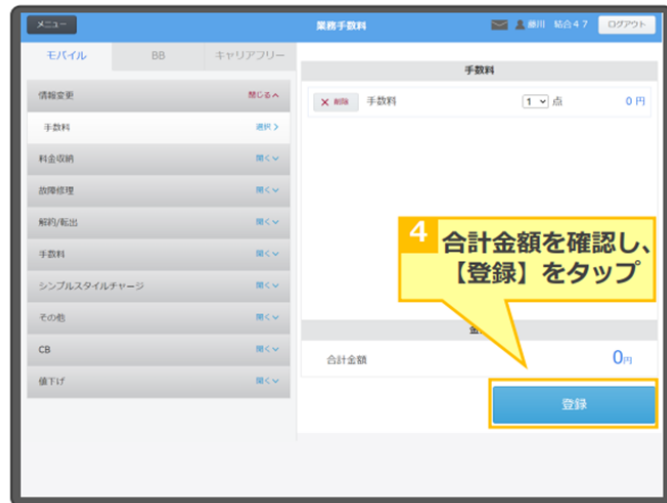 メニュー
業務手数料
藤川 結合47
ログアウト
モバイル
BB
キャリアフリー
情報変更
閉じる
手数料
選択
料金収納
開く
故障修理
開く
解約/転出
開く
手数料
開く
シンプルスタイルチャージ
開く
その他
開く
CB
開く
値下げ
開く
手数料
× 削除
手数料
1
点
0 円
4
合計金額を確認し、
【登録】をタップ
合計金額
0円
登録